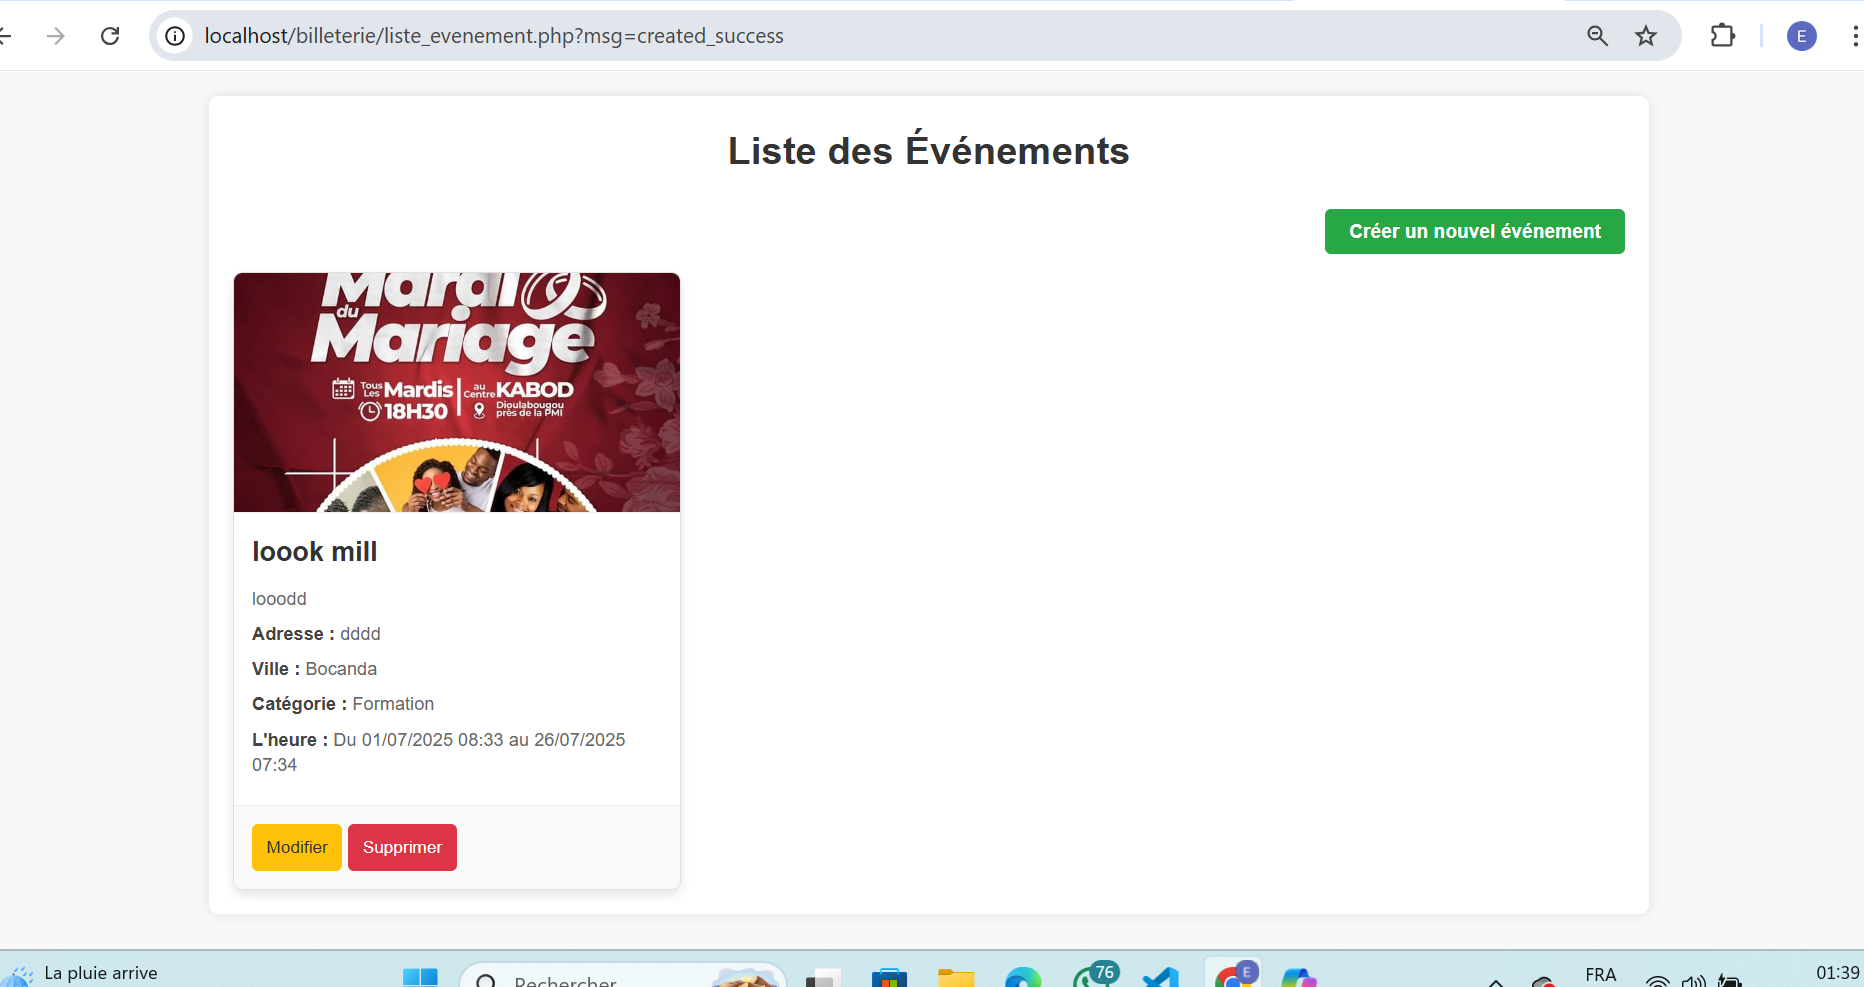 localhost/billeterie/liste_evenement.php?msg=created_success
E
Liste des Événements
Créer un nouvel événement
Mardi
du
Mariage
Tous Les Mardis
18H30
au Centre KABOD
Dioulabougou
près de la PMI
loook mill
looodd
Adresse : dddd
Ville : Bocanda
Catégorie : Formation
L'heure : Du 01/07/2025 08:33 au 26/07/2025
07:34
Modifier
Supprimer
La pluie arrive
Rechercher
76
E
FRA
01:39